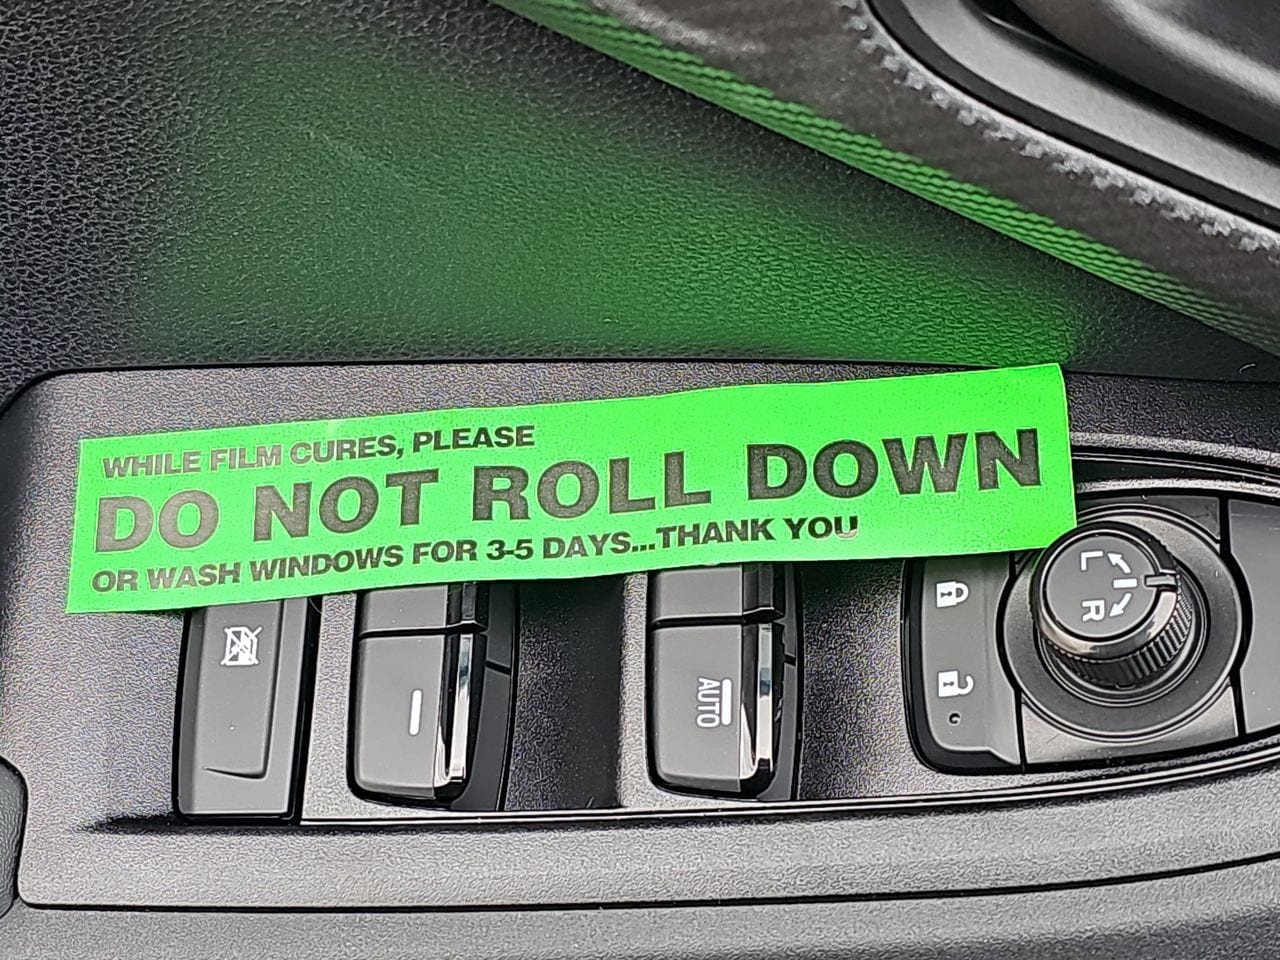 WHILE FILM CURES, PLEASE
DO NOT ROLL DOWN
OR WASH WINDOWS FOR 3-5 DAYS...THANK YOU
AUTO
L
R